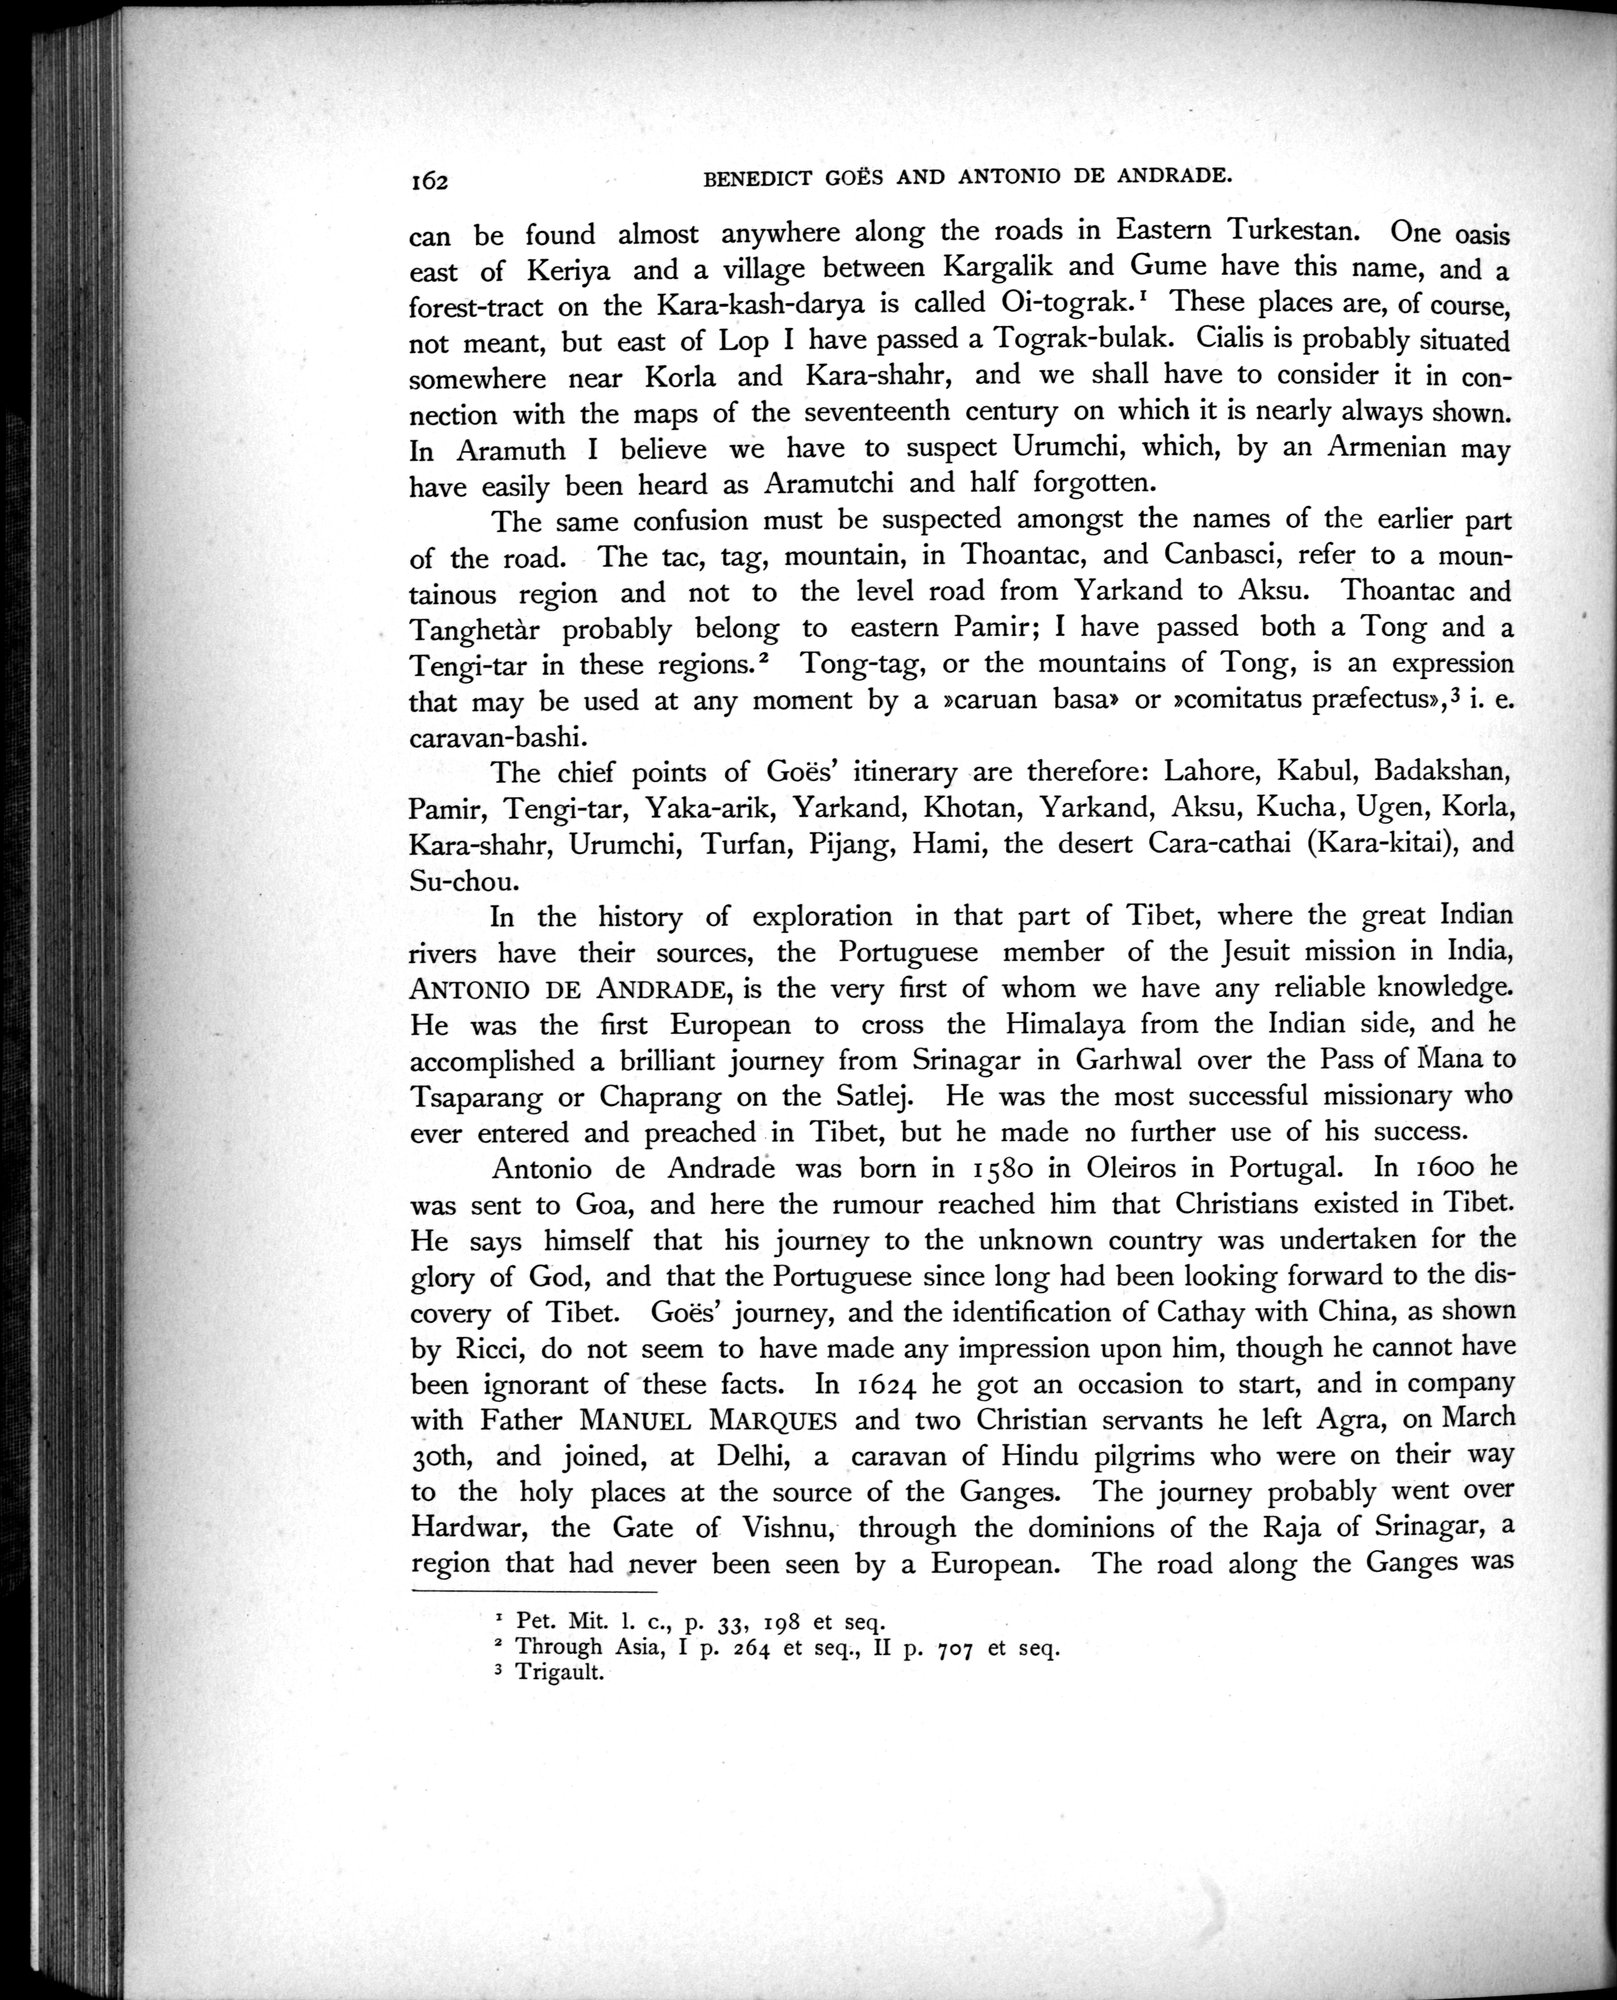 162 BENEDICT GOËS AND ANTONIO DE ANDRADE.
can be found almost anywhere along the roads in Eastern Turkestan. One oasis
east of Keriya and a village between Kargalik and Gume have this name, and a
forest-tract on the Kara-kash-darya is called Oi-tograk.¹ These places are, of course,
not meant, but east of Lop I have passed a Tograk-bulak. Cialis is probably situated
somewhere near Korla and Kara-shahr, and we shall have to consider it in con-
nection with the maps of the seventeenth century on which it is nearly always shown.
In Aramuth I believe we have to suspect Urumchi, which, by an Armenian may
have easily been heard as Aramutchi and half forgotten.
The same confusion must be suspected amongst the names of the earlier part
of the road. The tac, tag, mountain, in Thoantac, and Canbasci, refer to a moun-
tainous region and not to the level road from Yarkand to Aksu. Thoantac and
Tanghetàr probably belong to eastern Pamir; I have passed both a Tong and a
Tengi-tar in these regions.² Tong-tag, or the mountains of Tong, is an expression
that may be used at any moment by a »caruan basa» or »comitatus præfectus»,³ i. e.
caravan-bashi.
The chief points of Goës' itinerary are therefore: Lahore, Kabul, Badakshan,
Pamir, Tengi-tar, Yaka-arik, Yarkand, Khotan, Yarkand, Aksu, Kucha, Ugen, Korla,
Kara-shahr, Urumchi, Turfan, Pijang, Hami, the desert Cara-cathai (Kara-kitai), and
Su-chou.
In the history of exploration in that part of Tibet, where the great Indian
rivers have their sources, the Portuguese member of the Jesuit mission in India,
ANTONIO DE ANDRADE, is the very first of whom we have any reliable knowledge.
He was the first European to cross the Himalaya from the Indian side, and he
accomplished a brilliant journey from Srinagar in Garhwal over the Pass of Mana to
Tsaparang or Chaprang on the Satlej. He was the most successful missionary who
ever entered and preached in Tibet, but he made no further use of his success.
Antonio de Andrade was born in 1580 in Oleiros in Portugal. In 1600 he
was sent to Goa, and here the rumour reached him that Christians existed in Tibet.
He says himself that his journey to the unknown country was undertaken for the
glory of God, and that the Portuguese since long had been looking forward to the dis-
covery of Tibet. Goës' journey, and the identification of Cathay with China, as shown
by Ricci, do not seem to have made any impression upon him, though he cannot have
been ignorant of these facts. In 1624 he got an occasion to start, and in company
with Father MANUEL MARQUES and two Christian servants he left Agra, on March
30th, and joined, at Delhi, a caravan of Hindu pilgrims who were on their way
to the holy places at the source of the Ganges. The journey probably went over
Hardwar, the Gate of Vishnu, through the dominions of the Raja of Srinagar, a
region that had never been seen by a European. The road along the Ganges was
¹ Pet. Mit. l. c., p. 33, 198 et seq.
² Through Asia, I p. 264 et seq., II p. 707 et seq.
³ Trigault.